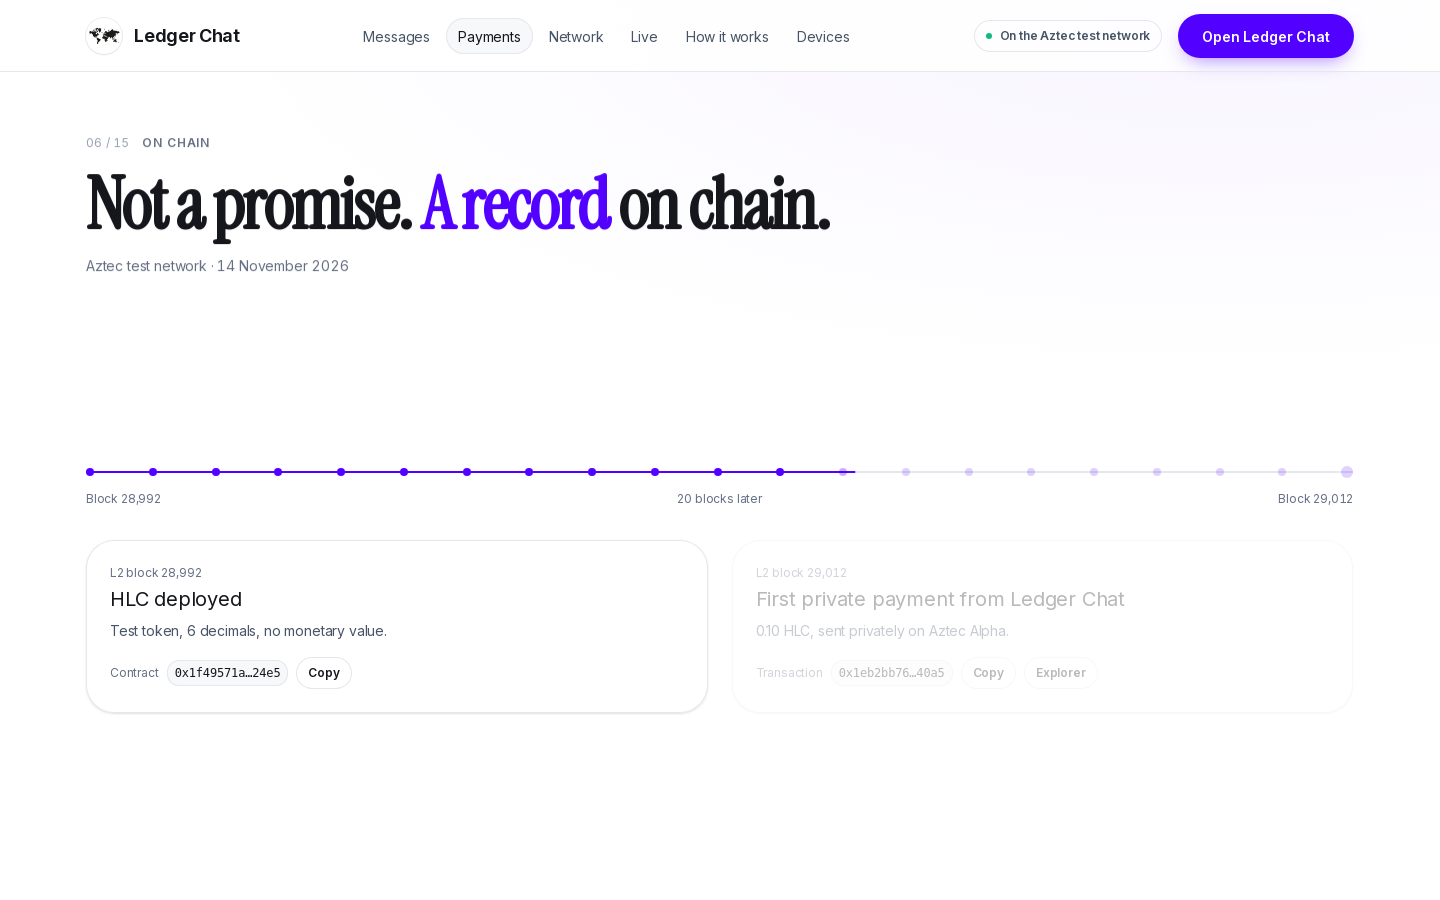 Ledger Chat
Messages
Payments
Network
Live
How it works
Devices
On the Aztec test network
Open Ledger Chat
06 / 15 ON CHAIN
Not a promise. A record on chain.
Aztec test network · 14 November 2026
Block 28,992
20 blocks later
Block 29,012
L2 block 28,992
HLC deployed
Test token, 6 decimals, no monetary value.
Contract 0x1f49571a…24e5 Copy
L2 block 29,012
First private payment from Ledger Chat
0.10 HLC, sent privately on Aztec Alpha.
Transaction 0x1eb2bb76…40a5 Copy Explorer